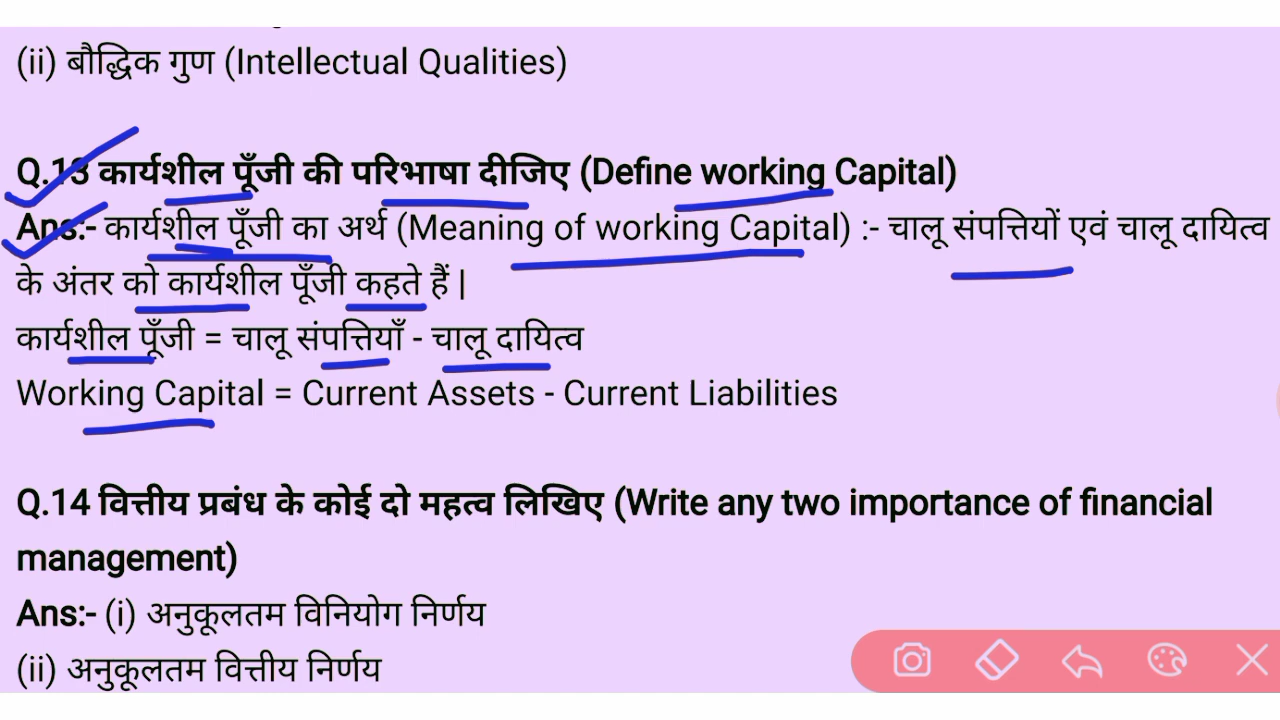 (ii) बौद्धिक गुण (Intellectual Qualities)
Q.13 कार्यशील पूँजी की परिभाषा दीजिए (Define working Capital)
Ans:- कार्यशील पूँजी का अर्थ (Meaning of working Capital) :- चालू संपत्तियों एवं चालू दायित्व
के अंतर को कार्यशील पूँजी कहते हैं |
कार्यशील पूँजी = चालू संपत्तियाँ - चालू दायित्व
Working Capital = Current Assets - Current Liabilities
Q.14 वित्तीय प्रबंध के कोई दो महत्व लिखिए (Write any two importance of financial
management)
Ans:- (i) अनुकूलतम विनियोग निर्णय
(ii) अनुकूलतम वित्तीय निर्णय